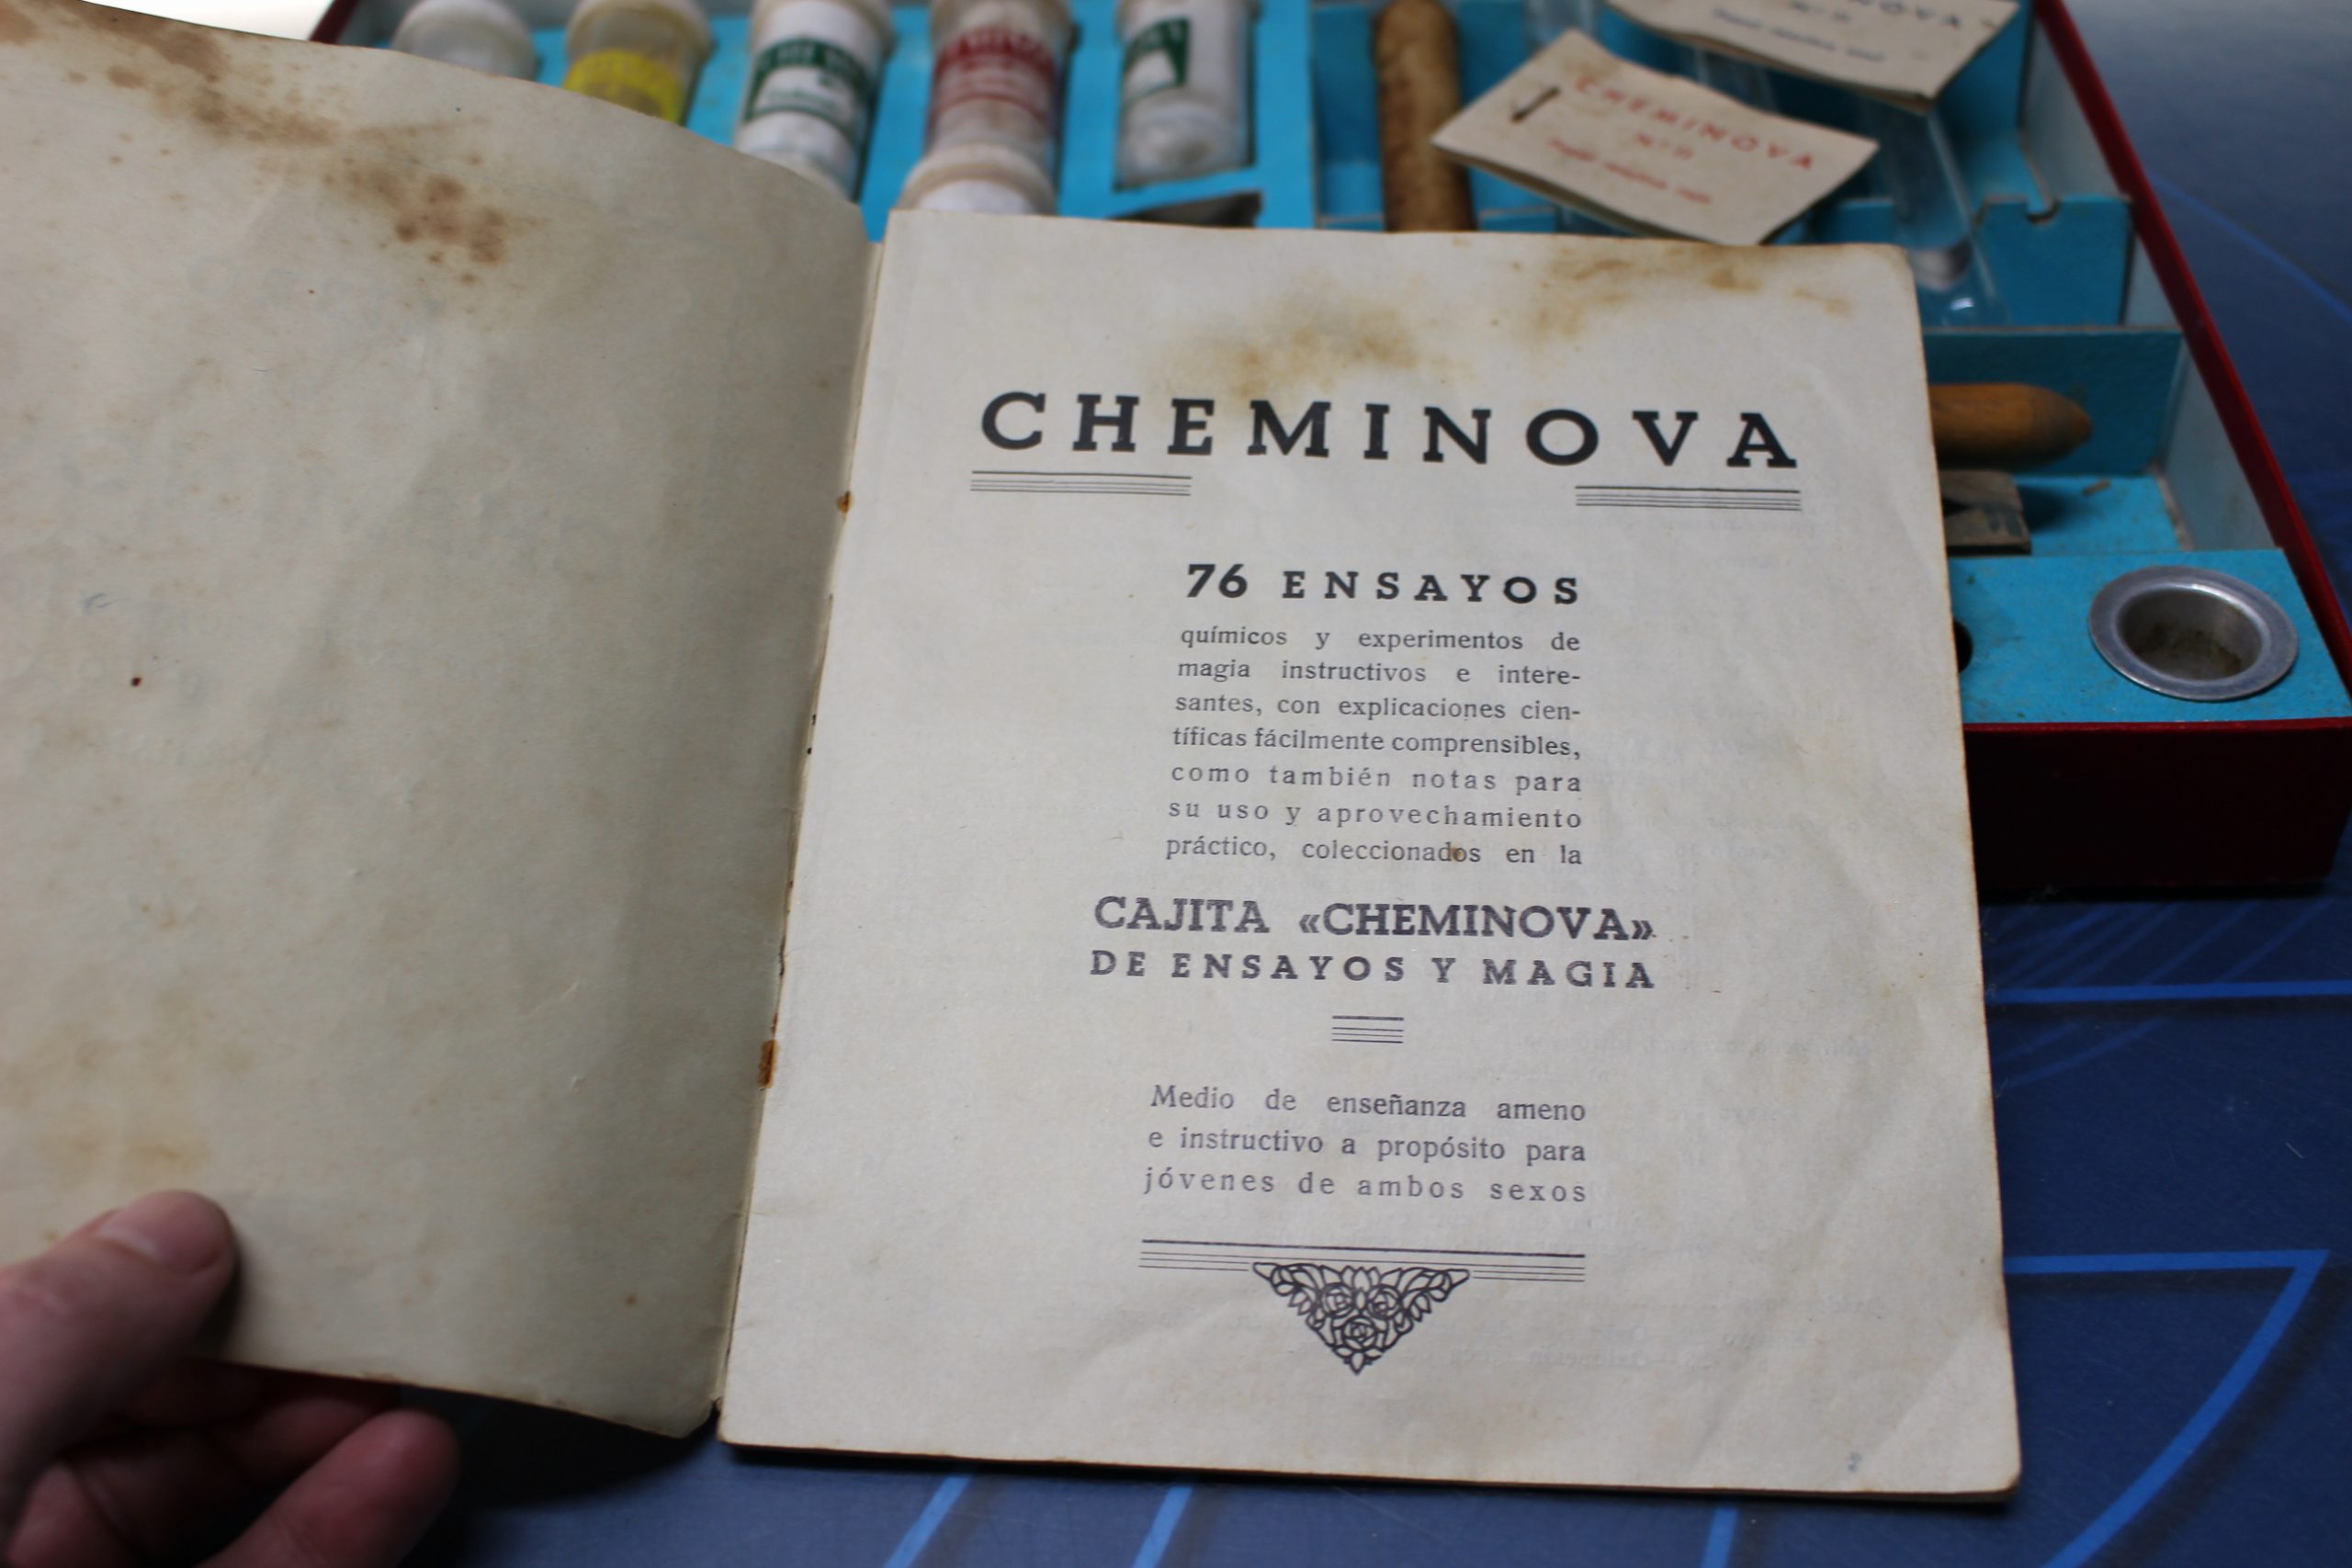 CHEMINOVA
CHEMINOVA
76 ENSAYOS
químicos y experimentos de
magia instructivos e intere-
santes, con explicaciones cien-
tíficas fácilmente comprensibles,
como también notas para
su uso y aprovechamiento
práctico, coleccionados en la
CAJITA «CHEMINOVA»
DE ENSAYOS Y MAGIA
Medio de enseñanza ameno
e instructivo a propósito para
jóvenes de ambos sexos